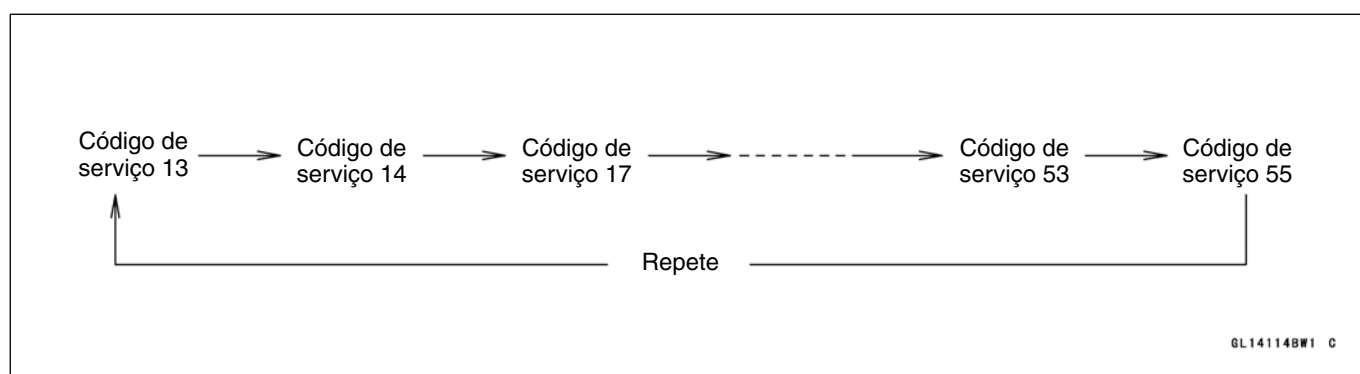 Código de
serviço 13
Código de
serviço 14
Código de
serviço 17
Código de
serviço 53
Código de
serviço 55
Repete
GL14114BW1 C